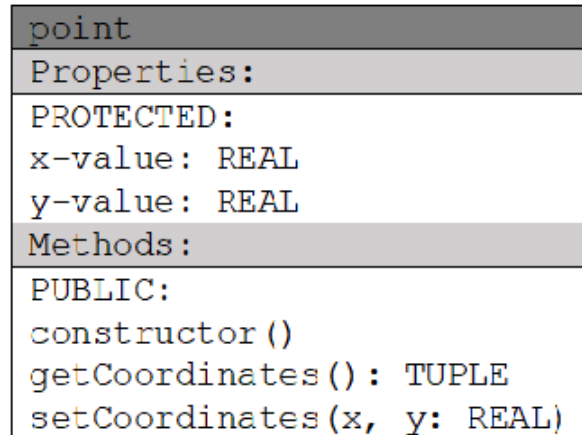 point
Properties:
PROTECTED:
x-value: REAL
y-value: REAL
Methods:
PUBLIC:
constructor()
getCoordinates(): TUPLE
setCoordinates(x, y: REAL)